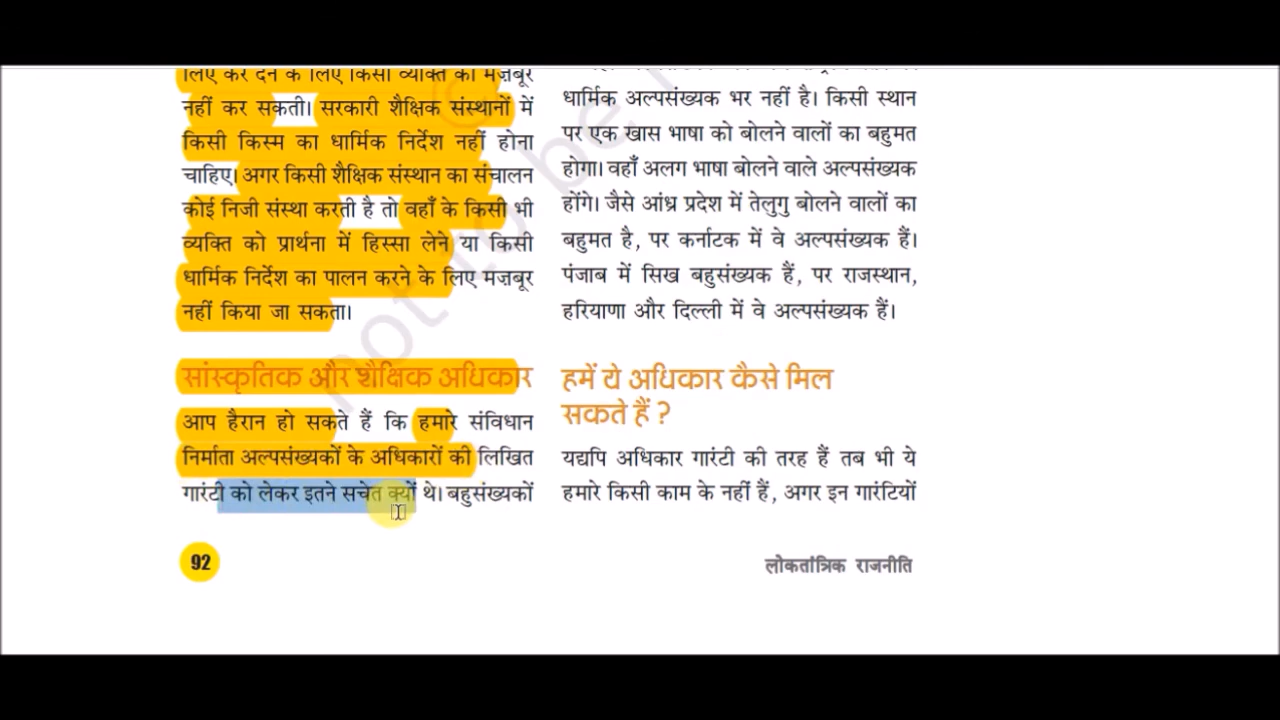 लिए कर देने के लिए किसी व्यक्ति को मज़बूर
नहीं कर सकती। सरकारी शैक्षिक संस्थानों में
किसी किस्म का धार्मिक निर्देश नहीं होना
चाहिए। अगर किसी शैक्षिक संस्थान का संचालन
कोई निजी संस्था करती है तो वहाँ के किसी भी
व्यक्ति को प्रार्थना में हिस्सा लेने या किसी
धार्मिक निर्देश का पालन करने के लिए मज़बूर
नहीं किया जा सकता।
सांस्कृतिक और शैक्षिक अधिकार
आप हैरान हो सकते हैं कि हमारे संविधान
निर्माता अल्पसंख्यकों के अधिकारों की लिखित
गारंटी को लेकर इतने सचेत क्यों थे। बहुसंख्यकों
धार्मिक अल्पसंख्यक भर नहीं है। किसी स्थान
पर एक खास भाषा को बोलने वालों का बहुमत
होगा। वहाँ अलग भाषा बोलने वाले अल्पसंख्यक
होंगे। जैसे आंध्र प्रदेश में तेलुगु बोलने वालों का
बहुमत है, पर कर्नाटक में वे अल्पसंख्यक हैं।
पंजाब में सिख बहुसंख्यक हैं, पर राजस्थान,
हरियाणा और दिल्ली में वे अल्पसंख्यक हैं।
हमें ये अधिकार कैसे मिल
सकते हैं ?
यद्यपि अधिकार गारंटी की तरह हैं तब भी ये
हमारे किसी काम के नहीं हैं, अगर इन गारंटियों
92
लोकतांत्रिक राजनीति
not to be